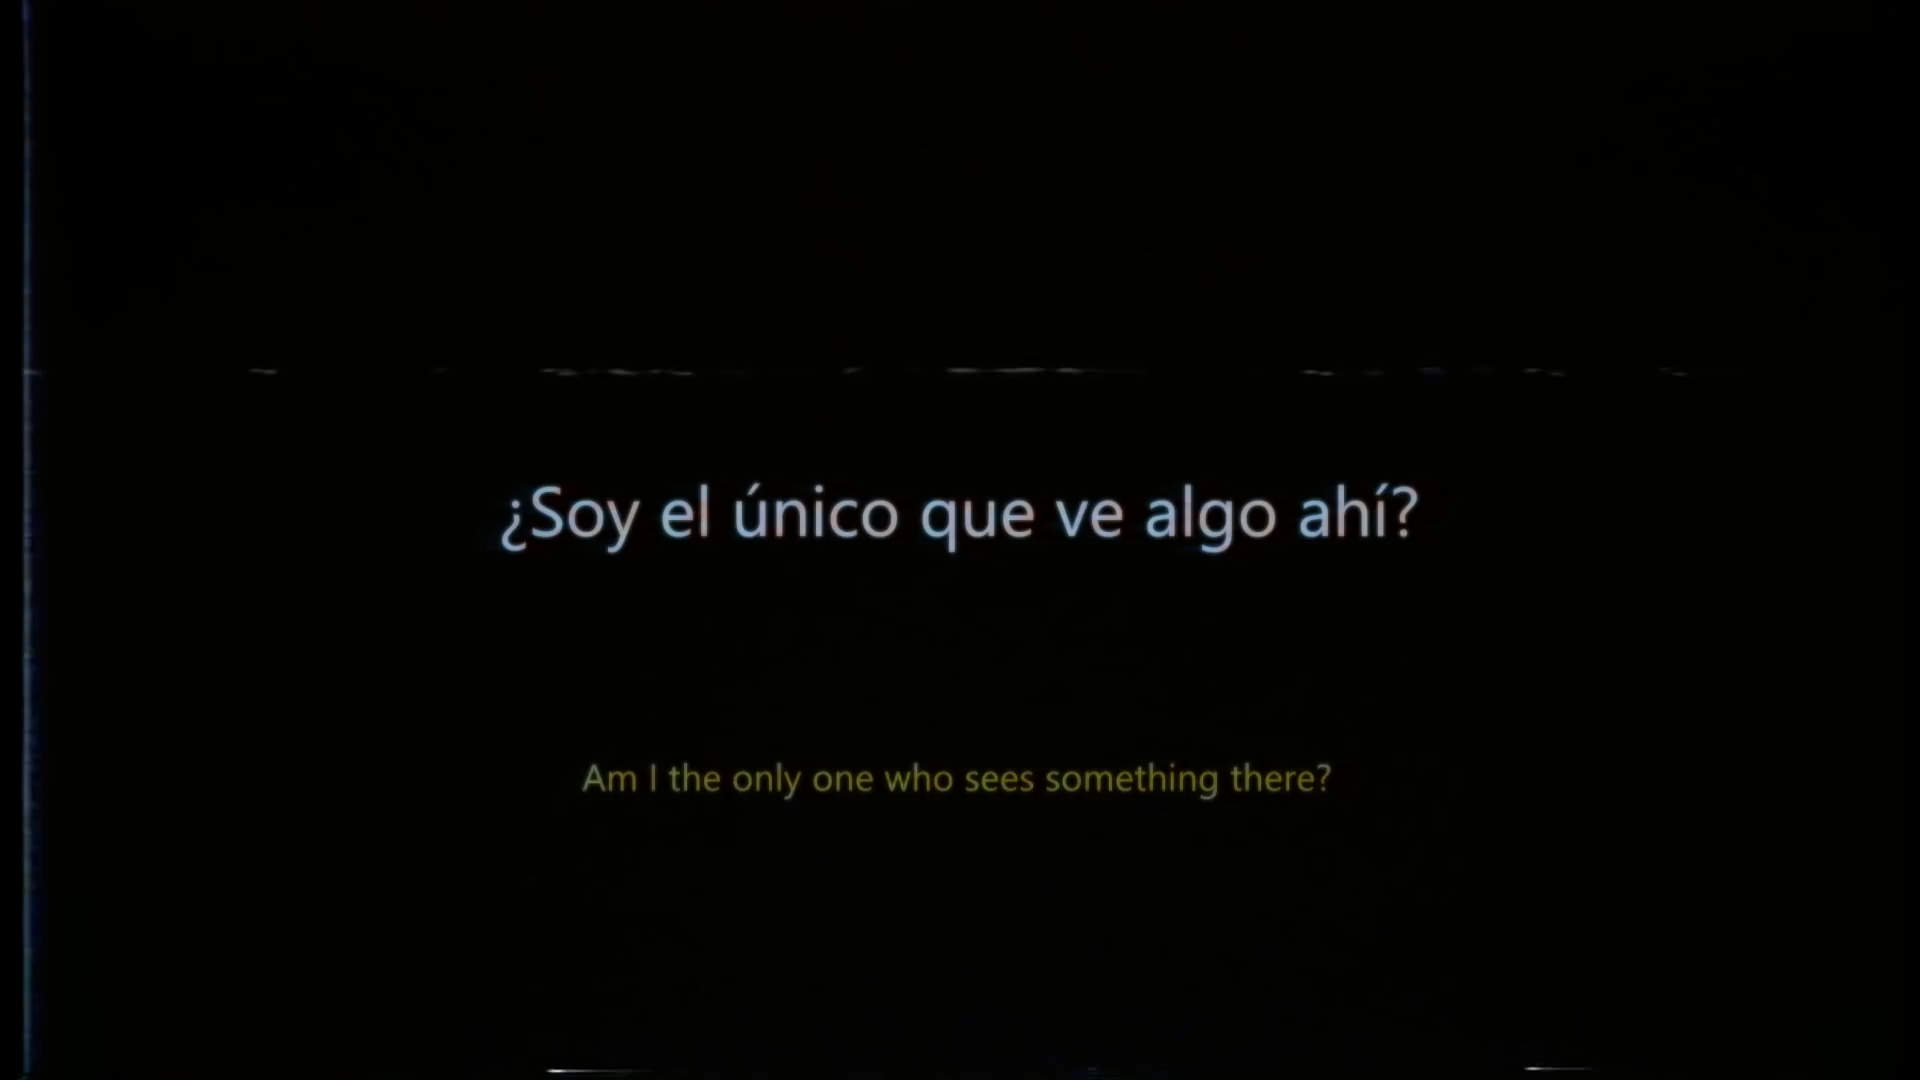 ¿Soy el único que ve algo ahí?
Am I the only one who sees something there?